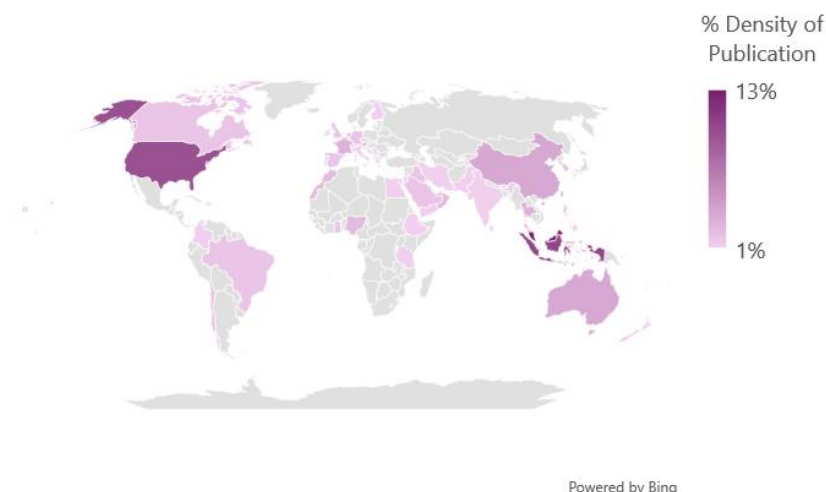 % Density of
Publication
13%
1%
Powered by Bing